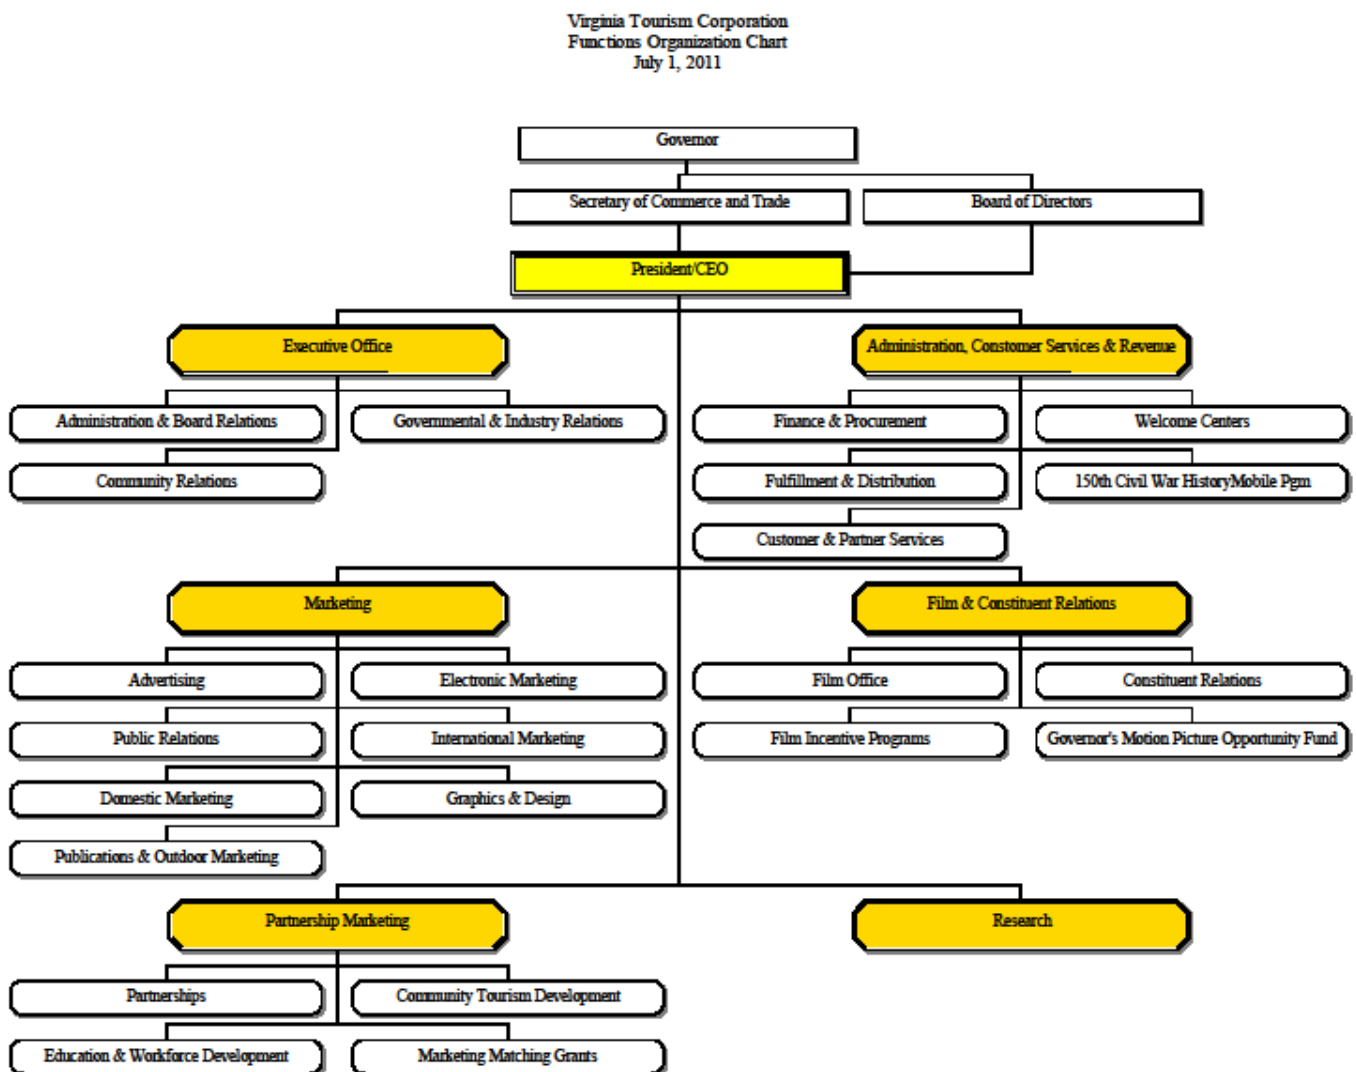 Virginia Tourism Corporation
Functions Organization Chart
July 1, 2011
Governor
Secretary of Commerce and Trade
Board of Directors
President/CEO
Executive Office
Administration, Constomer Services & Revenue
Administration & Board Relations
Governmental & Industry Relations
Finance & Procurement
Welcome Centers
Community Relations
Fulfillment & Distribution
150th Civil War HistoryMobile Pgm
Customer & Partner Services
Marketing
Film & Constituent Relations
Advertising
Electronic Marketing
Film Office
Constituent Relations
Public Relations
International Marketing
Film Incentive Programs
Governor's Motion Picture Opportunity Fund
Domestic Marketing
Graphics & Design
Publications & Outdoor Marketing
Partnership Marketing
Research
Partnerships
Community Tourism Development
Education & Workforce Development
Marketing Matching Grants